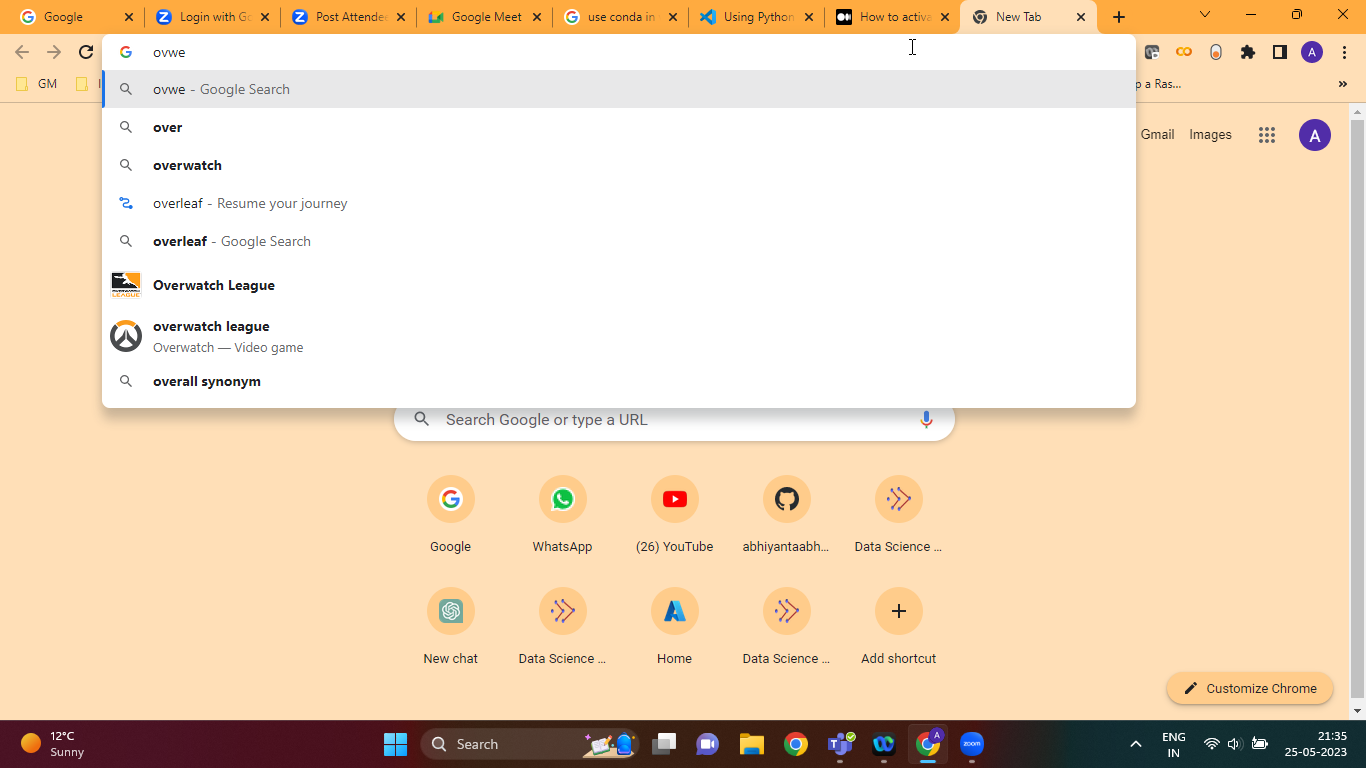 Google
Login with Go
Post Attendee
Google Meet
use conda in
Using Python
How to activa
New Tab
ovwe
GM
p a Ras...
»
ovwe - Google Search
over
overwatch
overleaf - Resume your journey
overleaf - Google Search
Overwatch League
overwatch league
Overwatch — Video game
overall synonym
Gmail
Images
A
Search Google or type a URL
Google
WhatsApp
(26) YouTube
abhiyantaabh...
Data Science ...
New chat
Data Science ...
Home
Data Science ...
Add shortcut
Customize Chrome
12°C
Sunny
Search
zoom
ENG
IN
21:35
25-05-2023